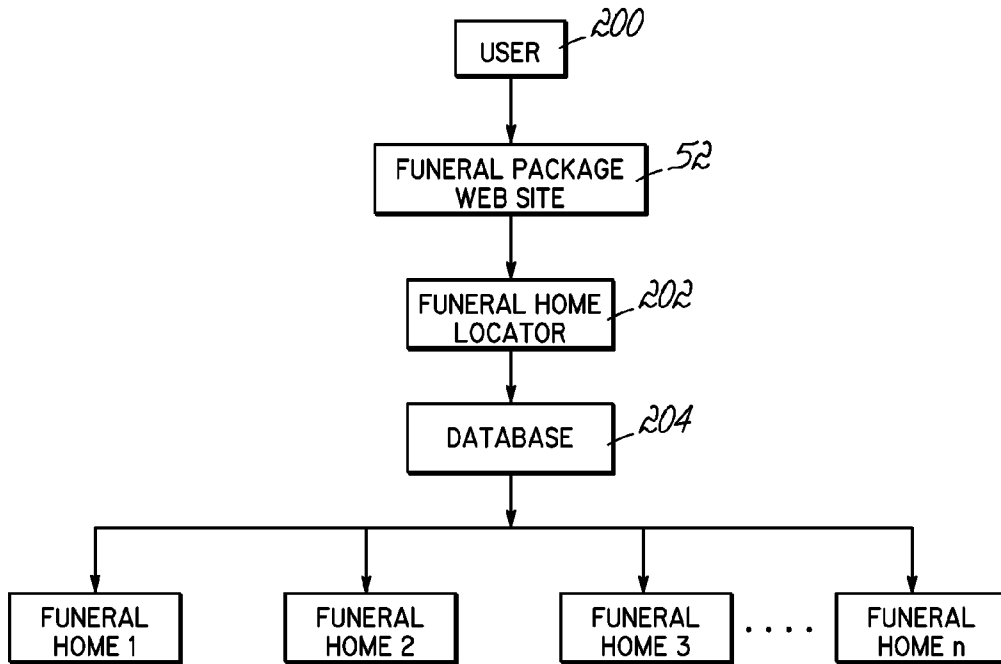 USER
200
FUNERAL PACKAGE
WEB SITE
52
FUNERAL HOME
LOCATOR
202
DATABASE
204
FUNERAL
HOME 1
FUNERAL
HOME 2
FUNERAL
HOME 3
....
FUNERAL
HOME n